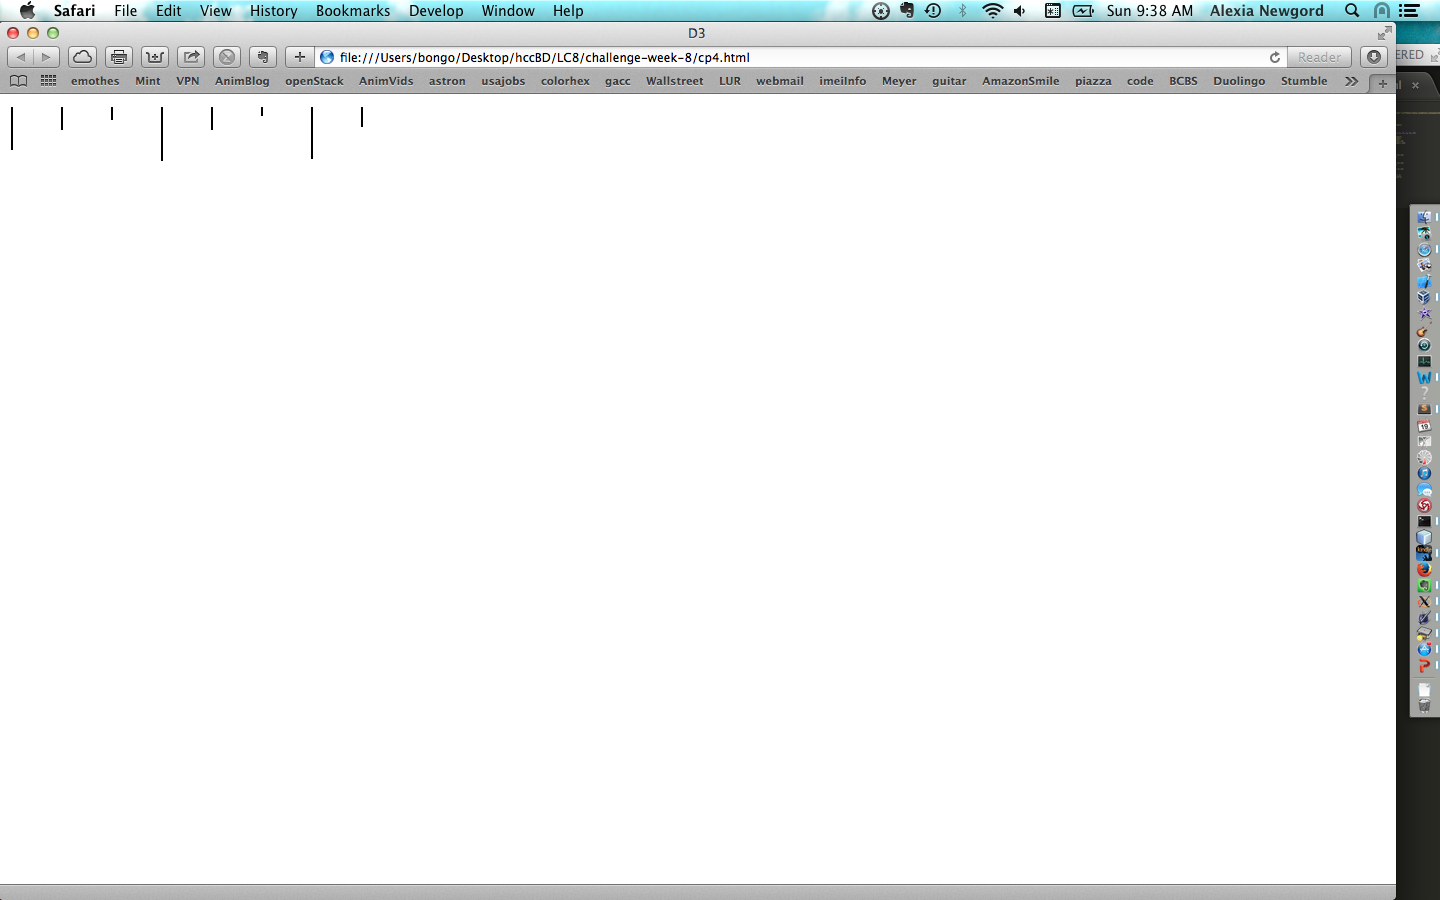 Safari File Edit View History Bookmarks Develop Window Help Sun 9:38 AM Alexia Newgord
D3
file:///Users/bongo/Desktop/hccBD/LC8/challenge-week-8/cp4.html Reader ERED
emothes Mint VPN AnimBlog openStack AnimVids astron usajobs colorhex gacc Wallstreet LUR webmail imeiInfo Meyer guitar AmazonSmile piazza code BCBS Duolingo Stumble
19
kindle